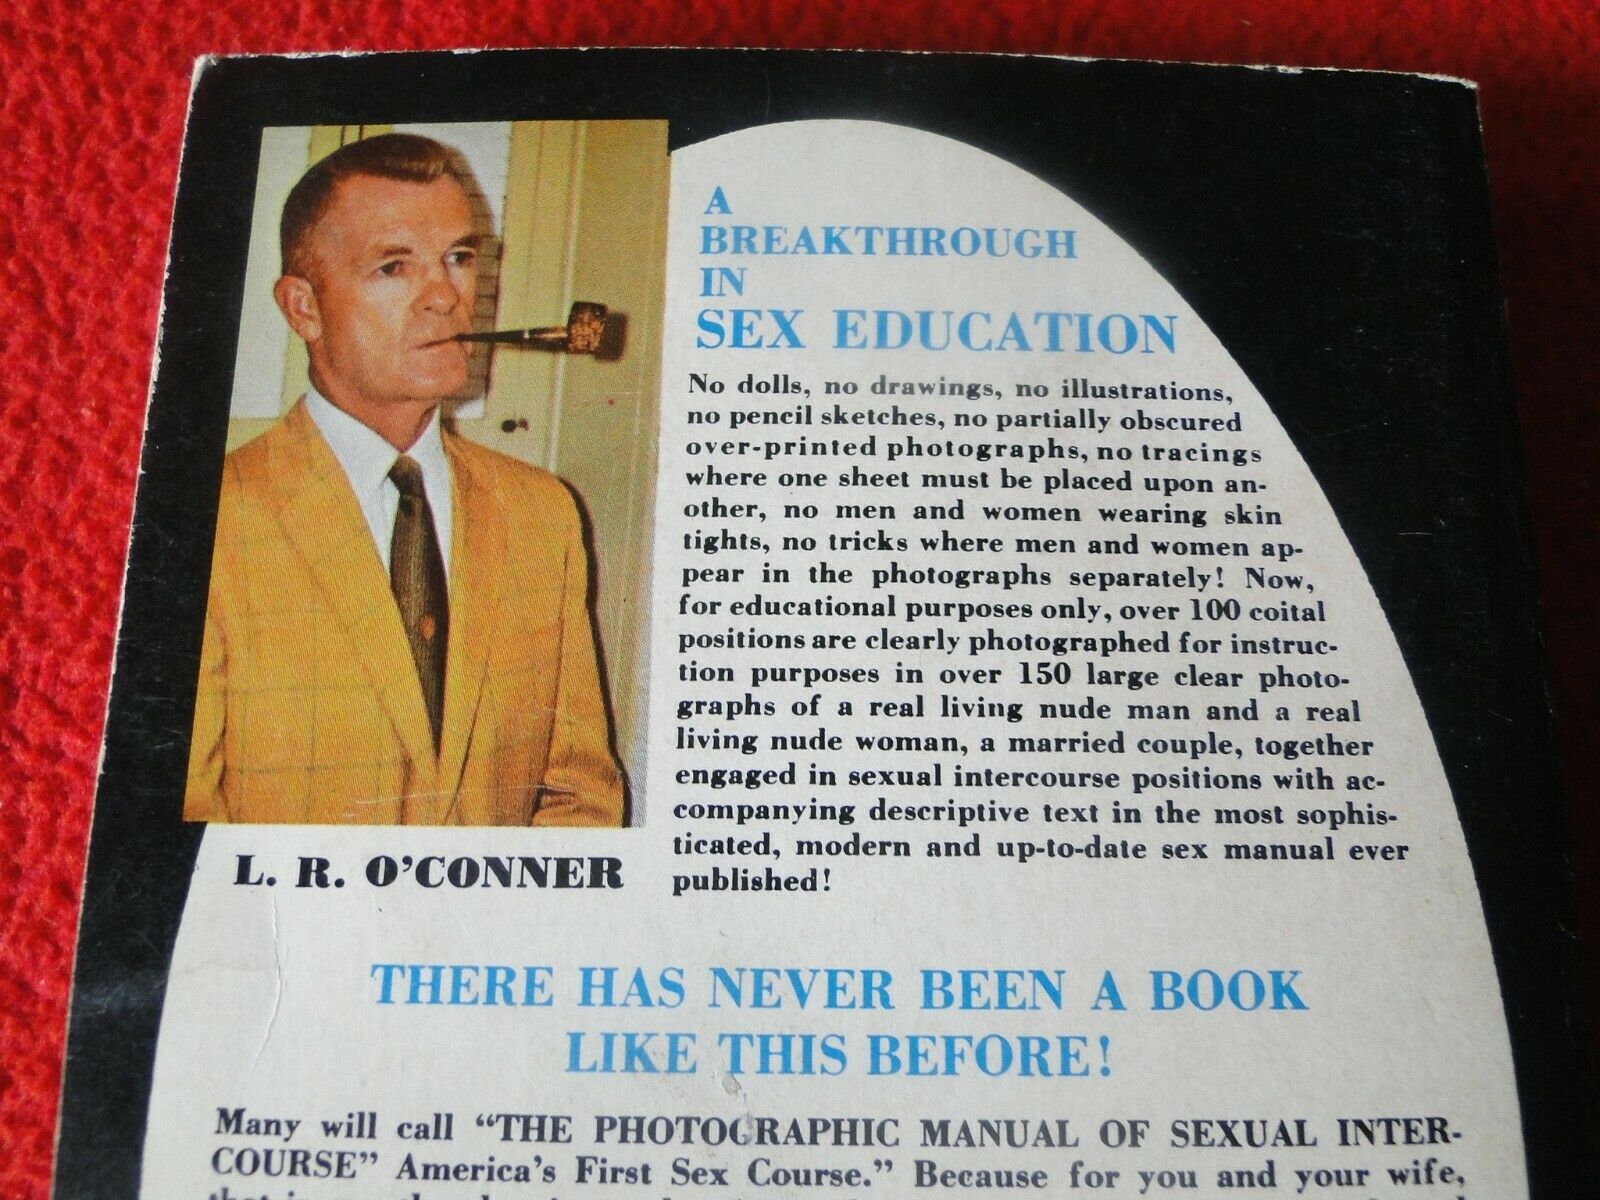 A
BREAKTHROUGH
IN
SEX EDUCATION
No dolls, no drawings, no illustrations,
no pencil sketches, no partially obscured
over-printed photographs, no tracings
where one sheet must be placed upon an-
other, no men and women wearing skin
tights, no tricks where men and women ap-
pear in the photographs separately! Now,
for educational purposes only, over 100 coital
positions are clearly photographed for instruc-
tion purposes in over 150 large clear photo-
graphs of a real living nude man and a real
living nude woman, a married couple, together
engaged in sexual intercourse positions with ac-
companying descriptive text in the most sophis-
ticated, modern and up-to-date sex manual ever
published!
L. R. O'CONNER
THERE HAS NEVER BEEN A BOOK
LIKE THIS BEFORE!
Many will call “THE PHOTOGRAPHIC MANUAL OF SEXUAL INTER-
COURSE” America's First Sex Course.” Because for you and your wife,